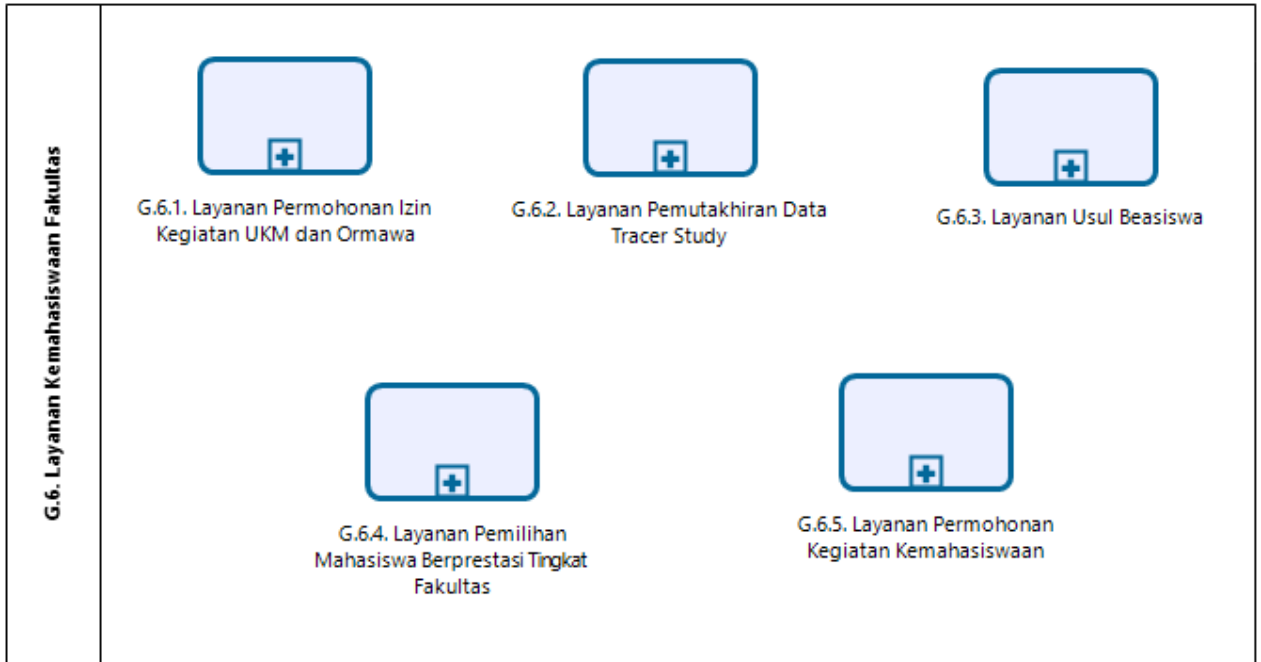 G.6. Layanan Kemahasiswaan Fakultas
G.6.1. Layanan Permohonan Izin
Kegiatan UKM dan Ormawa
G.6.2. Layanan Pemutakhiran Data
Tracer Study
G.6.3. Layanan Usul Beasiswa
G.6.4. Layanan Pemilihan
Mahasiswa Berprestasi Tingkat
Fakultas
G.6.5. Layanan Permohonan
Kegiatan Kemahasiswaan